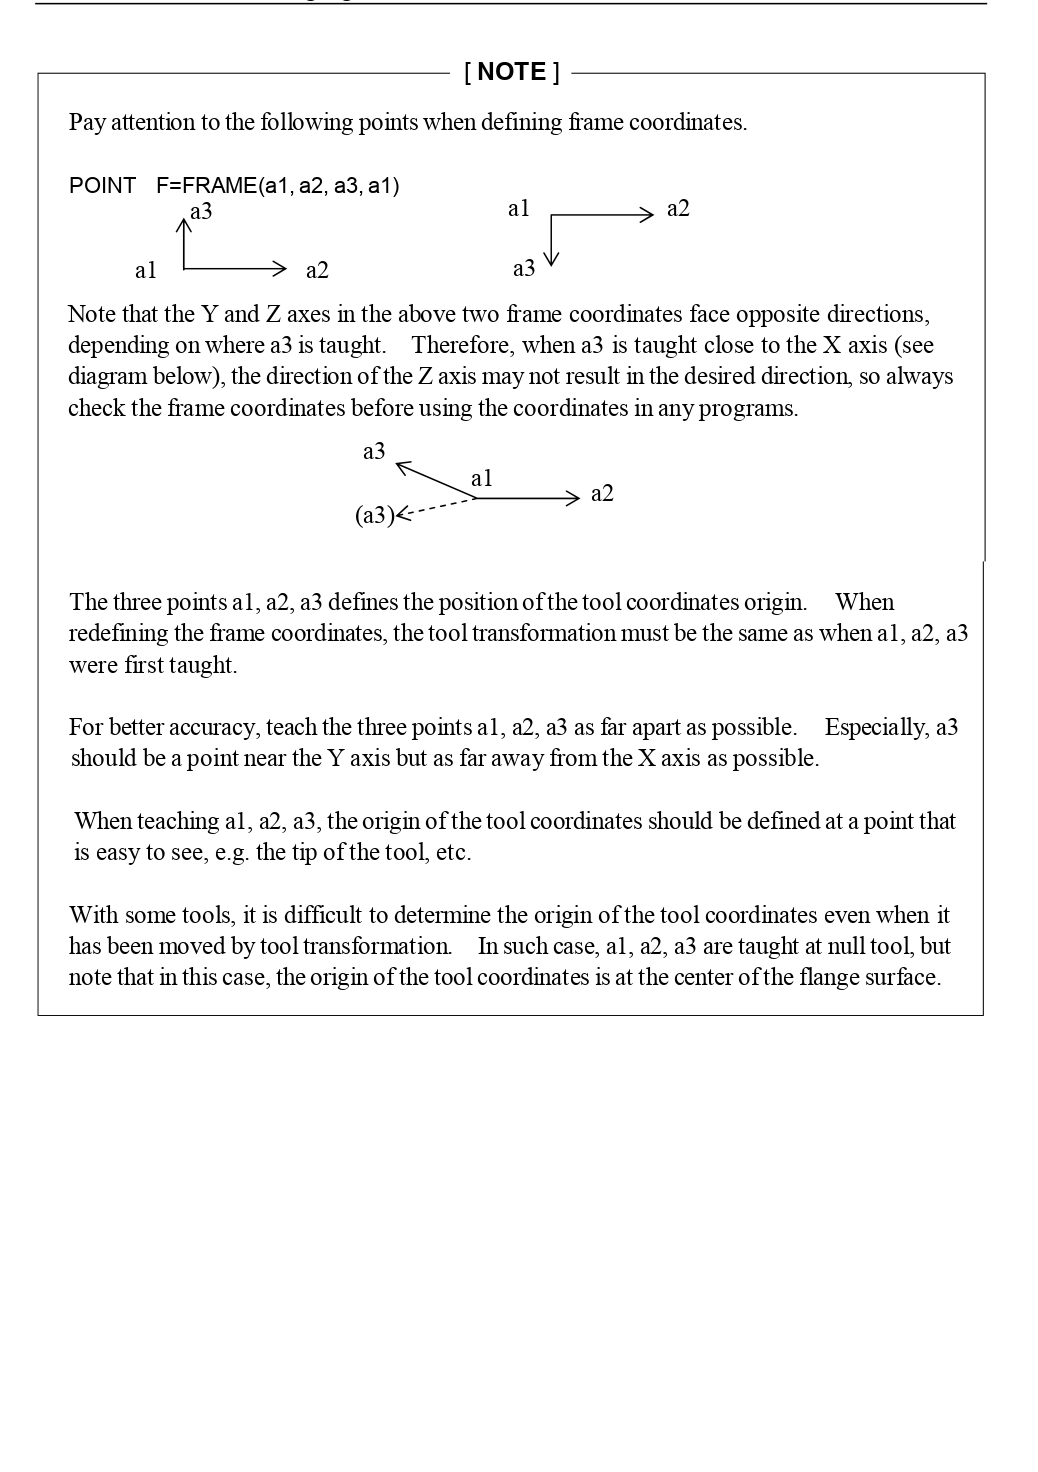 [ NOTE ]
Pay attention to the following points when defining frame coordinates.
POINT F=FRAME(a1, a2, a3, a1)
a3
a1 a2
a1 a2
a3
Note that the Y and Z axes in the above two frame coordinates face opposite directions,
depending on where a3 is taught. Therefore, when a3 is taught close to the X axis (see
diagram below), the direction of the Z axis may not result in the desired direction, so always
check the frame coordinates before using the coordinates in any programs.
a3
a1
a2
(a3)
The three points a1, a2, a3 defines the position of the tool coordinates origin. When
redefining the frame coordinates, the tool transformation must be the same as when a1, a2, a3
were first taught.
For better accuracy, teach the three points a1, a2, a3 as far apart as possible. Especially, a3
should be a point near the Y axis but as far away from the X axis as possible.
When teaching a1, a2, a3, the origin of the tool coordinates should be defined at a point that
is easy to see, e.g. the tip of the tool, etc.
With some tools, it is difficult to determine the origin of the tool coordinates even when it
has been moved by tool transformation. In such case, a1, a2, a3 are taught at null tool, but
note that in this case, the origin of the tool coordinates is at the center of the flange surface.